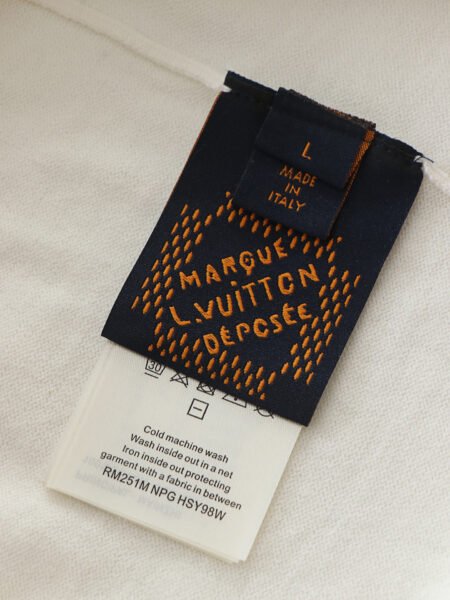 L
MADE
IN
ITALY
MARQUE
L.VUITTON
DÉPOSÉE
30
Cold machine wash
Wash inside out in a net
Iron inside out protecting
garment with a fabric in between
RM251M NPG HSY98W